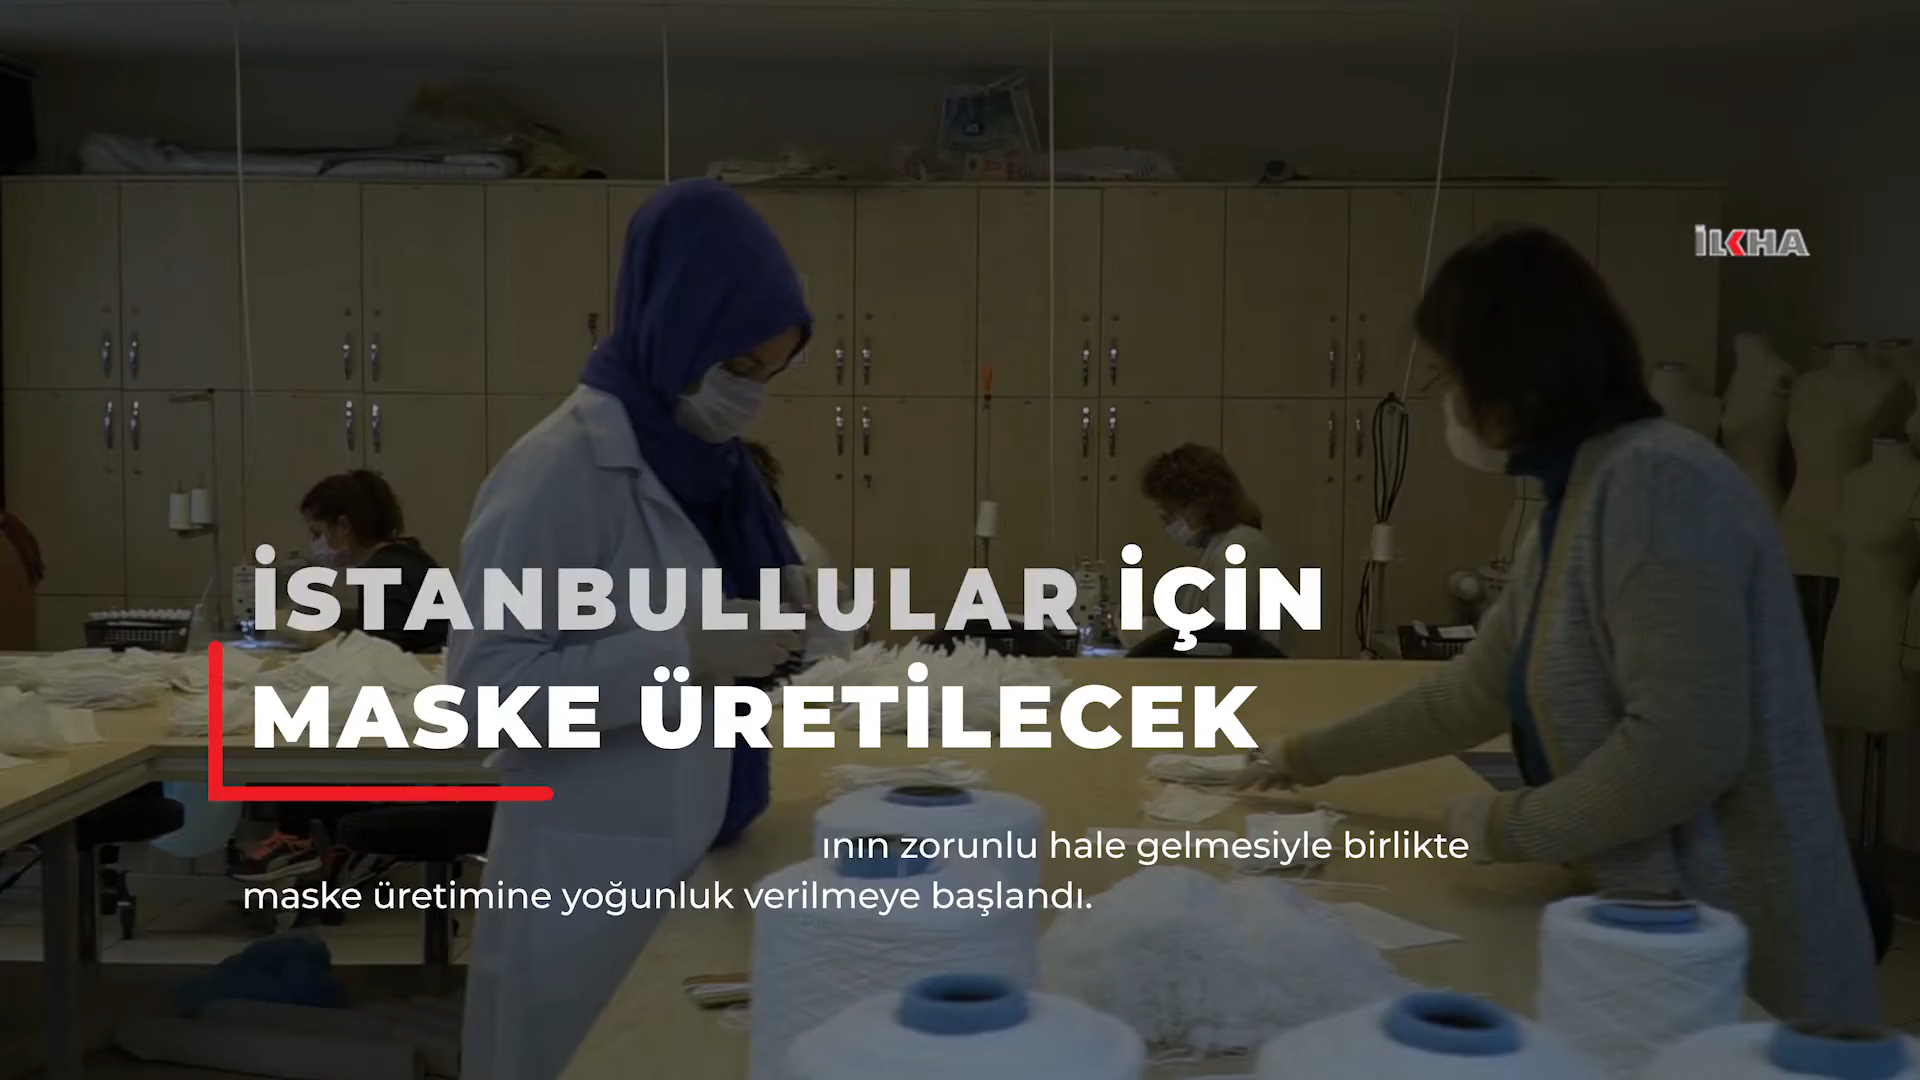 İLKHA
İSTANBULLULAR İÇİN
MASKE ÜRETİLECEK
ının zorunlu hale gelmesiyle birlikte
maske üretimine yoğunluk verilmeye başlandı.